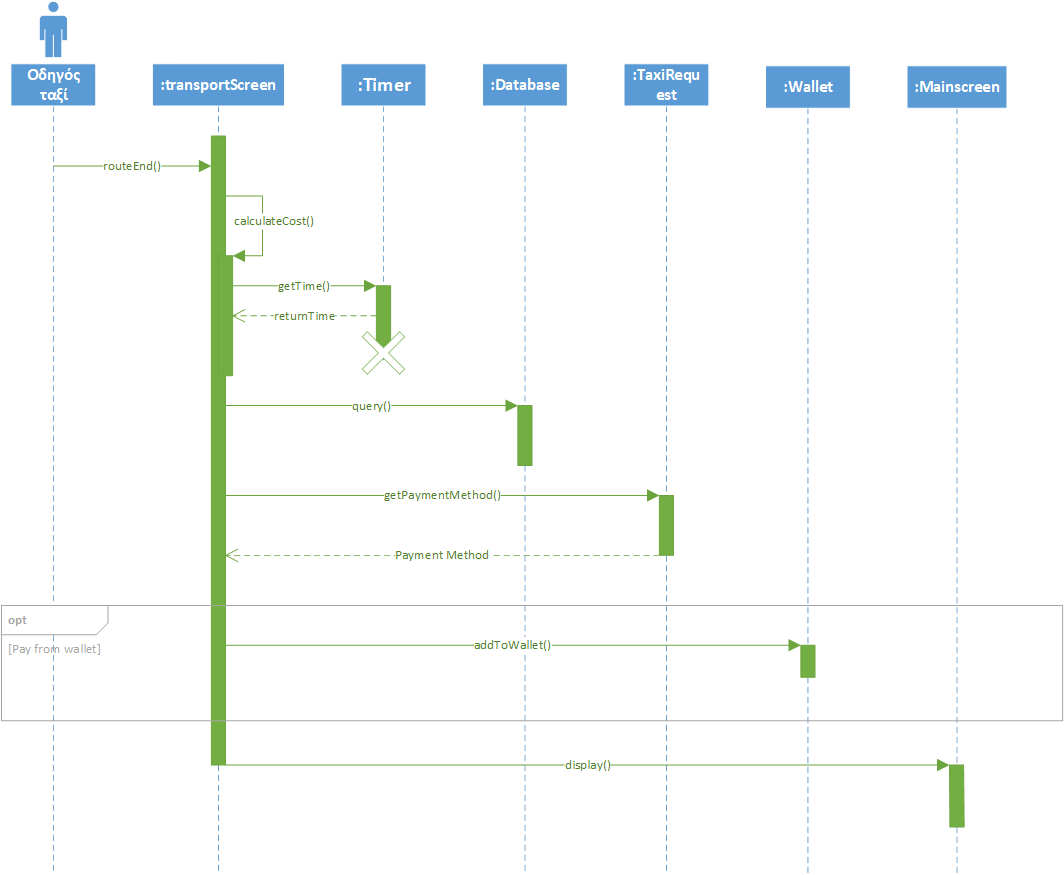 Οδηγός
ταξί
:transportScreen
:Timer
:Database
:TaxiRequ
est
:Wallet
:Mainscreen
routeEnd()
calculateCost()
getTime()
returnTime
query()
getPaymentMethod()
Payment Method
opt
[Pay from wallet]
addToWallet()
display()